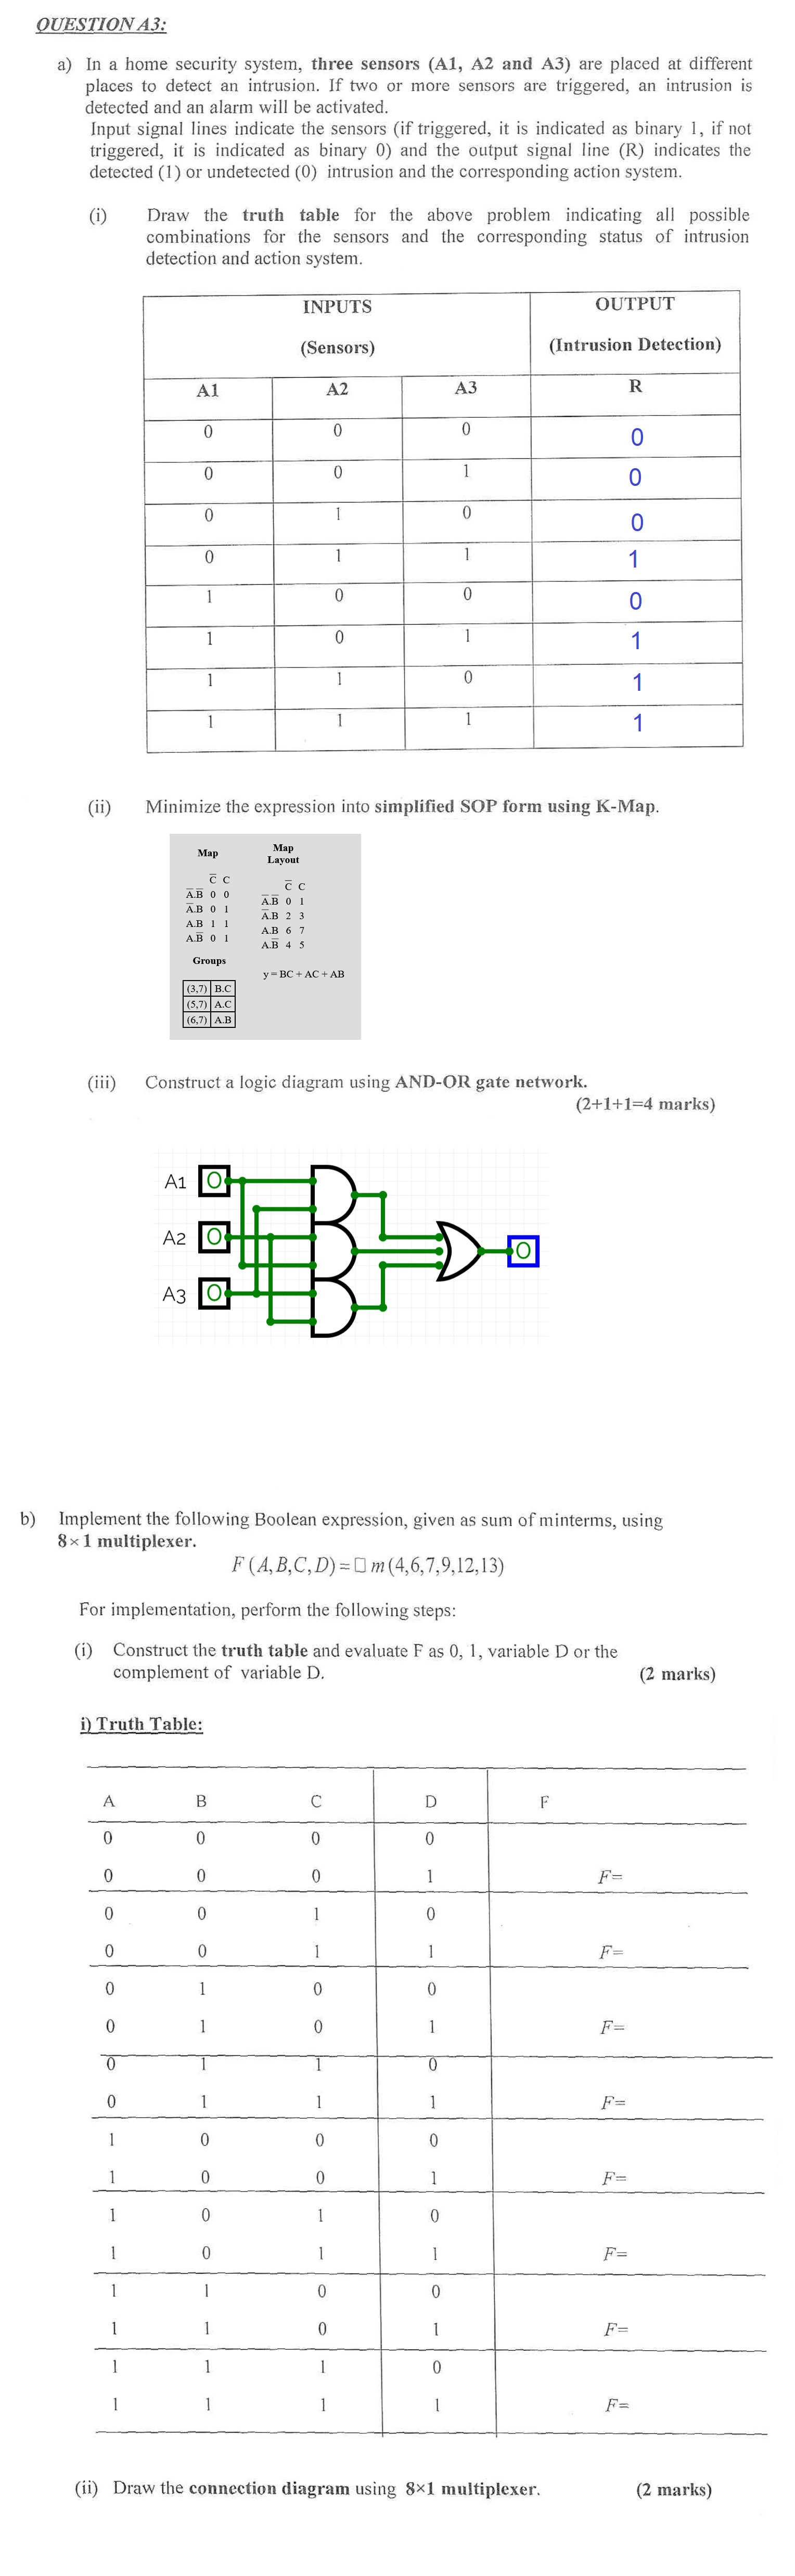 QUESTION A3:
a) In a home security system, three sensors (A1, A2 and A3) are placed at different
places to detect an intrusion. If two or more sensors are triggered, an intrusion is
detected and an alarm will be activated.
Input signal lines indicate the sensors (if triggered, it is indicated as binary 1, if not
triggered, it is indicated as binary 0) and the output signal line (R) indicates the
detected (1) or undetected (0) intrusion and the corresponding action system.
(i) Draw the truth table for the above problem indicating all possible
combinations for the sensors and the corresponding status of intrusion
detection and action system.
INPUTS OUTPUT
(Sensors) (Intrusion Detection)
A1 A2 A3 R
0 0 0 0
0 0 1 0
0 1 0 0
0 1 1 1
1 0 0 0
1 0 1 1
1 1 0 1
1 1 1 1
(ii) Minimize the expression into simplified SOP form using K-Map.
Map
C̅ C
A̅.B̅ 0 0
A̅.B 0 1
A.B 1 1
A.B̅ 0 1
Groups
(3,7) B.C
(5,7) A.C
(6,7) A.B
Map
Layout
C̅ C
A̅.B̅ 0 1
A̅.B 2 3
A.B 6 7
A.B̅ 4 5
y = BC + AC + AB
(iii) Construct a logic diagram using AND-OR gate network.
(2+1+1=4 marks)
A1 0
A2 0
A3 0
0
b) Implement the following Boolean expression, given as sum of minterms, using
8×1 multiplexer.
F (A,B,C,D) = □ m (4,6,7,9,12,13)
For implementation, perform the following steps:
(i) Construct the truth table and evaluate F as 0, 1, variable D or the
complement of variable D. (2 marks)
i) Truth Table:
A B C D F
0 0 0 0
0 0 0 1 F=
0 0 1 0
0 0 1 1 F=
0 1 0 0
0 1 0 1 F=
0 1 1 0
0 1 1 1 F=
1 0 0 0
1 0 0 1 F=
1 0 1 0
1 0 1 1 F=
1 1 0 0
1 1 0 1 F=
1 1 1 0
1 1 1 1 F=
(ii) Draw the connection diagram using 8×1 multiplexer. (2 marks)